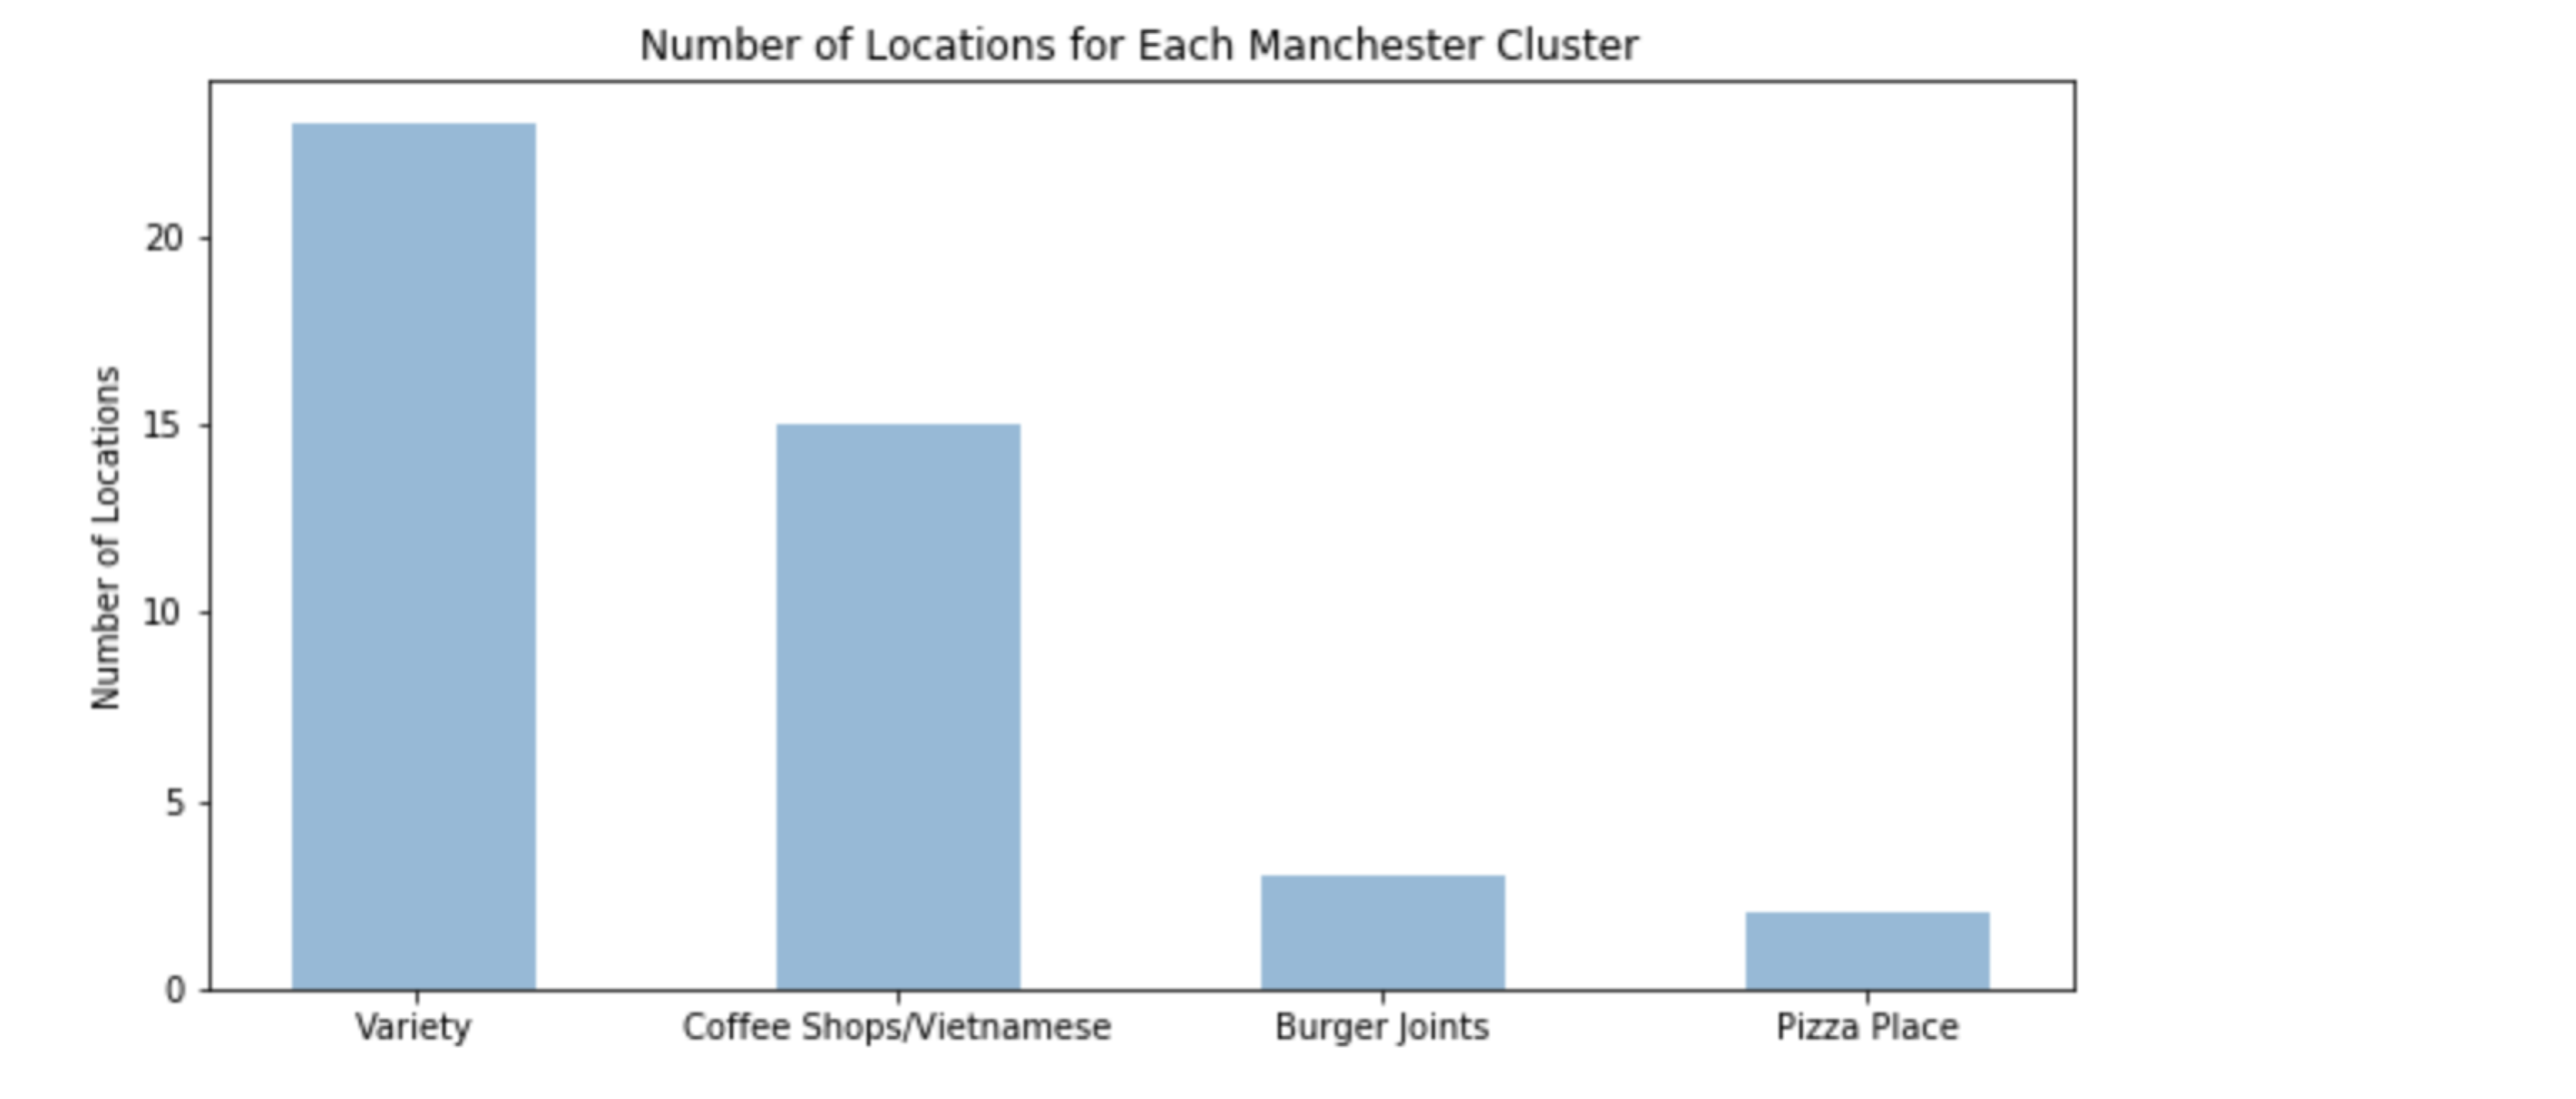 Number of Locations for Each Manchester Cluster
Number of Locations
20
15
10
5
0
Variety
Coffee Shops/Vietnamese
Burger Joints
Pizza Place